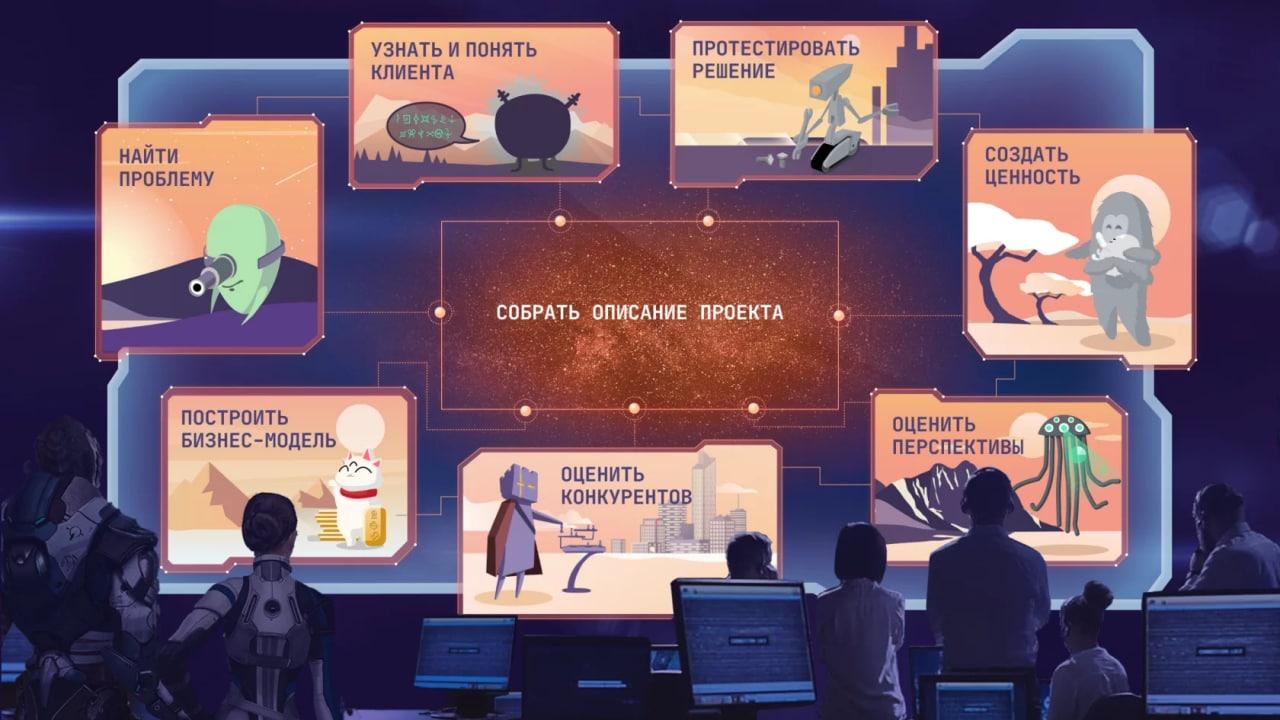 УЗНАТЬ И ПОНЯТЬ
КЛИЕНТА
ПРОТЕСТИРОВАТЬ
РЕШЕНИЕ
НАЙТИ
ПРОБЛЕМУ
СОЗДАТЬ
ЦЕННОСТЬ
СОБРАТЬ ОПИСАНИЕ ПРОЕКТА
ПОСТРОИТЬ
БИЗНЕС-МОДЕЛЬ
ОЦЕНИТЬ
КОНКУРЕНТОВ
ОЦЕНИТЬ
ПЕРСПЕКТИВЫ